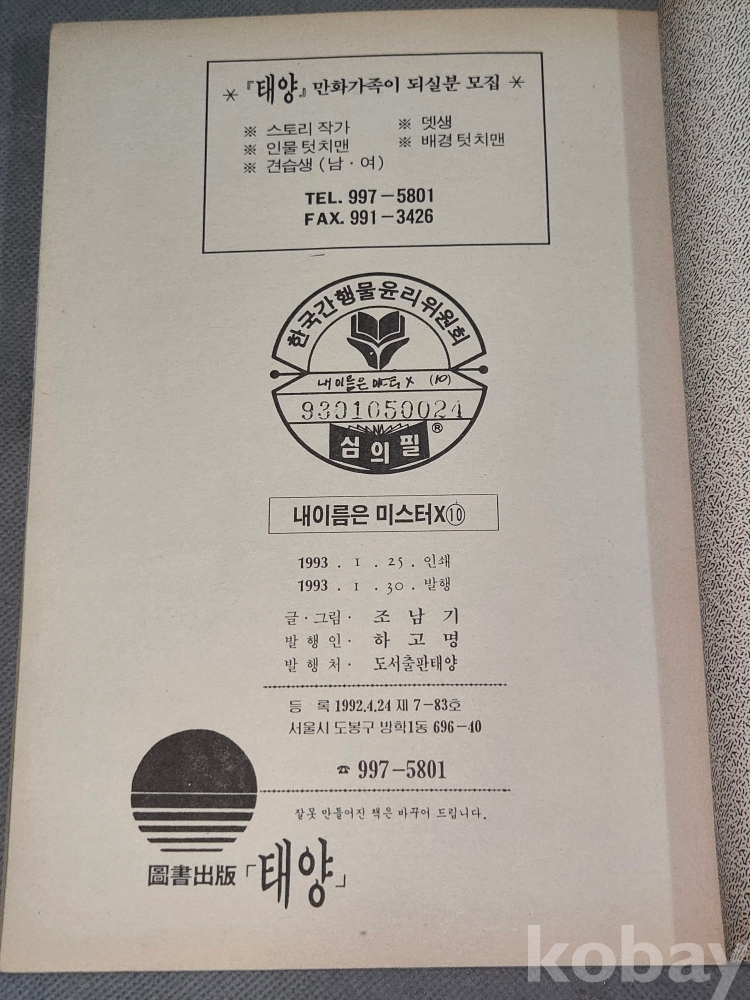 * 『태양』 만화가족이 되실분 모집 *
※ 스토리 작가 ※ 뎃생
※ 인물 텃치맨 ※ 배경 텃치맨
※ 견습생 (남·여)
TEL. 997-5801
FAX. 991-3426
한국간행물윤리위원회
내이름은 미스터 X (10)
9301050024
심의필 ®
내이름은 미스터X⑩
1993 . 1 . 25 . 인쇄
1993 . 1 . 30 . 발행
글·그림· 조남기
발행인· 하고명
발행처· 도서출판태양
등 록 1992.4.24 제 7-83호
서울시 도봉구 방학1동 696-40
☎ 997-5801
잘못 만들어진 책은 바꾸어 드립니다.
圖書出版「태양」
kobay